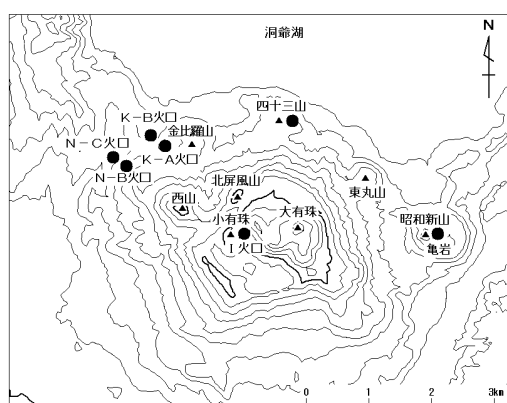 洞爺湖
N
四十三山
K－B火口
金比羅山
N－C火口
K－A火口
N－B火口
東丸山
北屏風山
西山
小有珠
大有珠
昭和新山
I火口
亀岩
0 1 2 3km